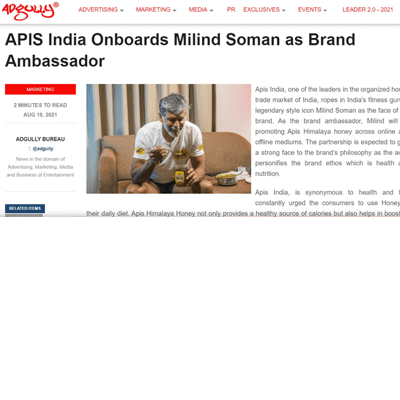 adgully
ADVERTISING MARKETING MEDIA PR EXCLUSIVES EVENTS LEADER 2.0 - 2021
APIS India Onboards Milind Soman as Brand
Ambassador
MARKETING
2 MINUTES TO READ
AUG 16, 2021
ADGULLY BUREAU
@adgully
News in the domain of
Advertising, Marketing, Media
and Business of Entertainment
RELATED ITEMS
Apis India, one of the leaders in the organized
trade market of India, ropes in India's fitness
legendary style icon Milind Soman as the face of
brand. As the brand ambassador, Milind will
promoting Apis Himalaya honey across online
offline mediums. The partnership is expected to
a strong face to the brand's philosophy as the
personifies the brand ethos which is health
nutrition.
Apis India, is synonymous to health and
constantly urged the consumers to use Honey
their daily diet. Apis Himalaya Honey not only provides a healthy source of calories but also helps in